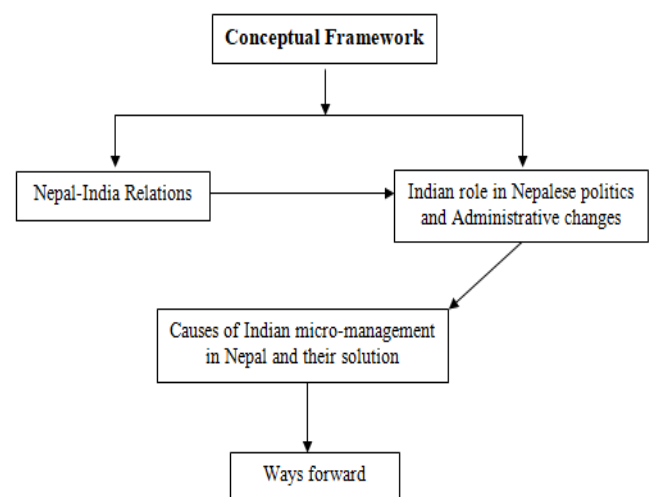 Conceptual Framework
Nepal-India Relations
Indian role in Nepalese politics
and Administrative changes
Causes of Indian micro-management
in Nepal and their solution
Ways forward